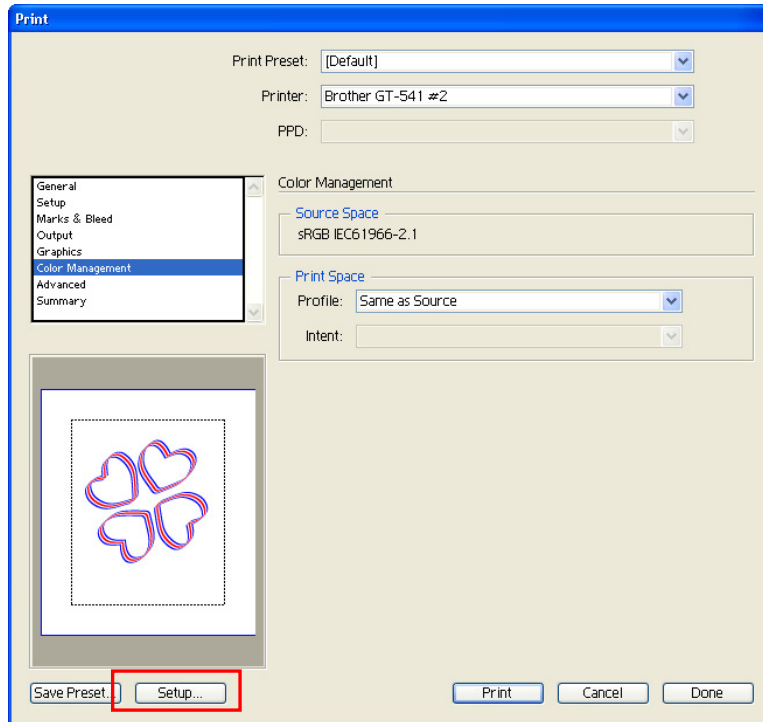 Print
Print Preset: [Default]
Printer: Brother GT-541 #2
PPD:
General
Setup
Marks & Bleed
Output
Graphics
Color Management
Advanced
Summary
Color Management
Source Space
sRGB IEC61966-2.1
Print Space
Profile: Same as Source
Intent:
Save Preset... Setup... Print Cancel Done